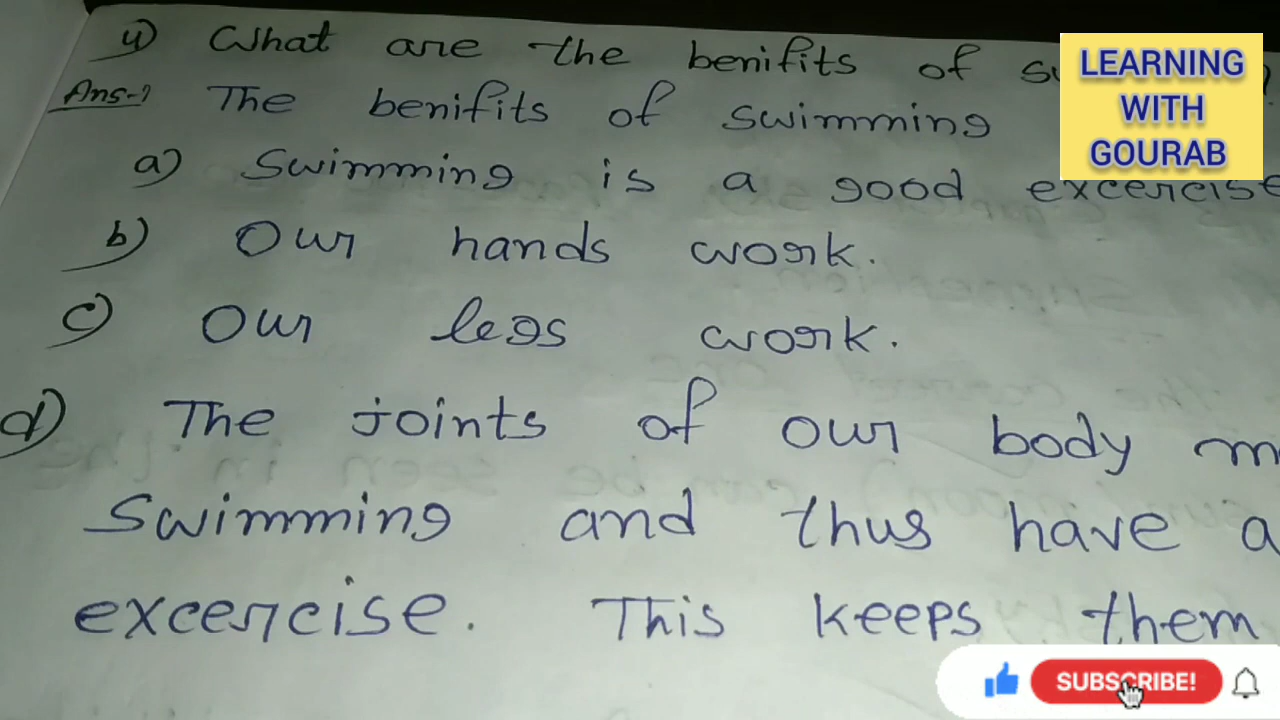 4) What are the benifits of
Ans-) The benifits of swimming
a) Swimming is a good excercise
b) Our hands work.
c) Our legs work.
d) The joints of our body
Swimming and thus have a
excercise. This keeps them
LEARNING
WITH
GOURAB
SUBSCRIBE!